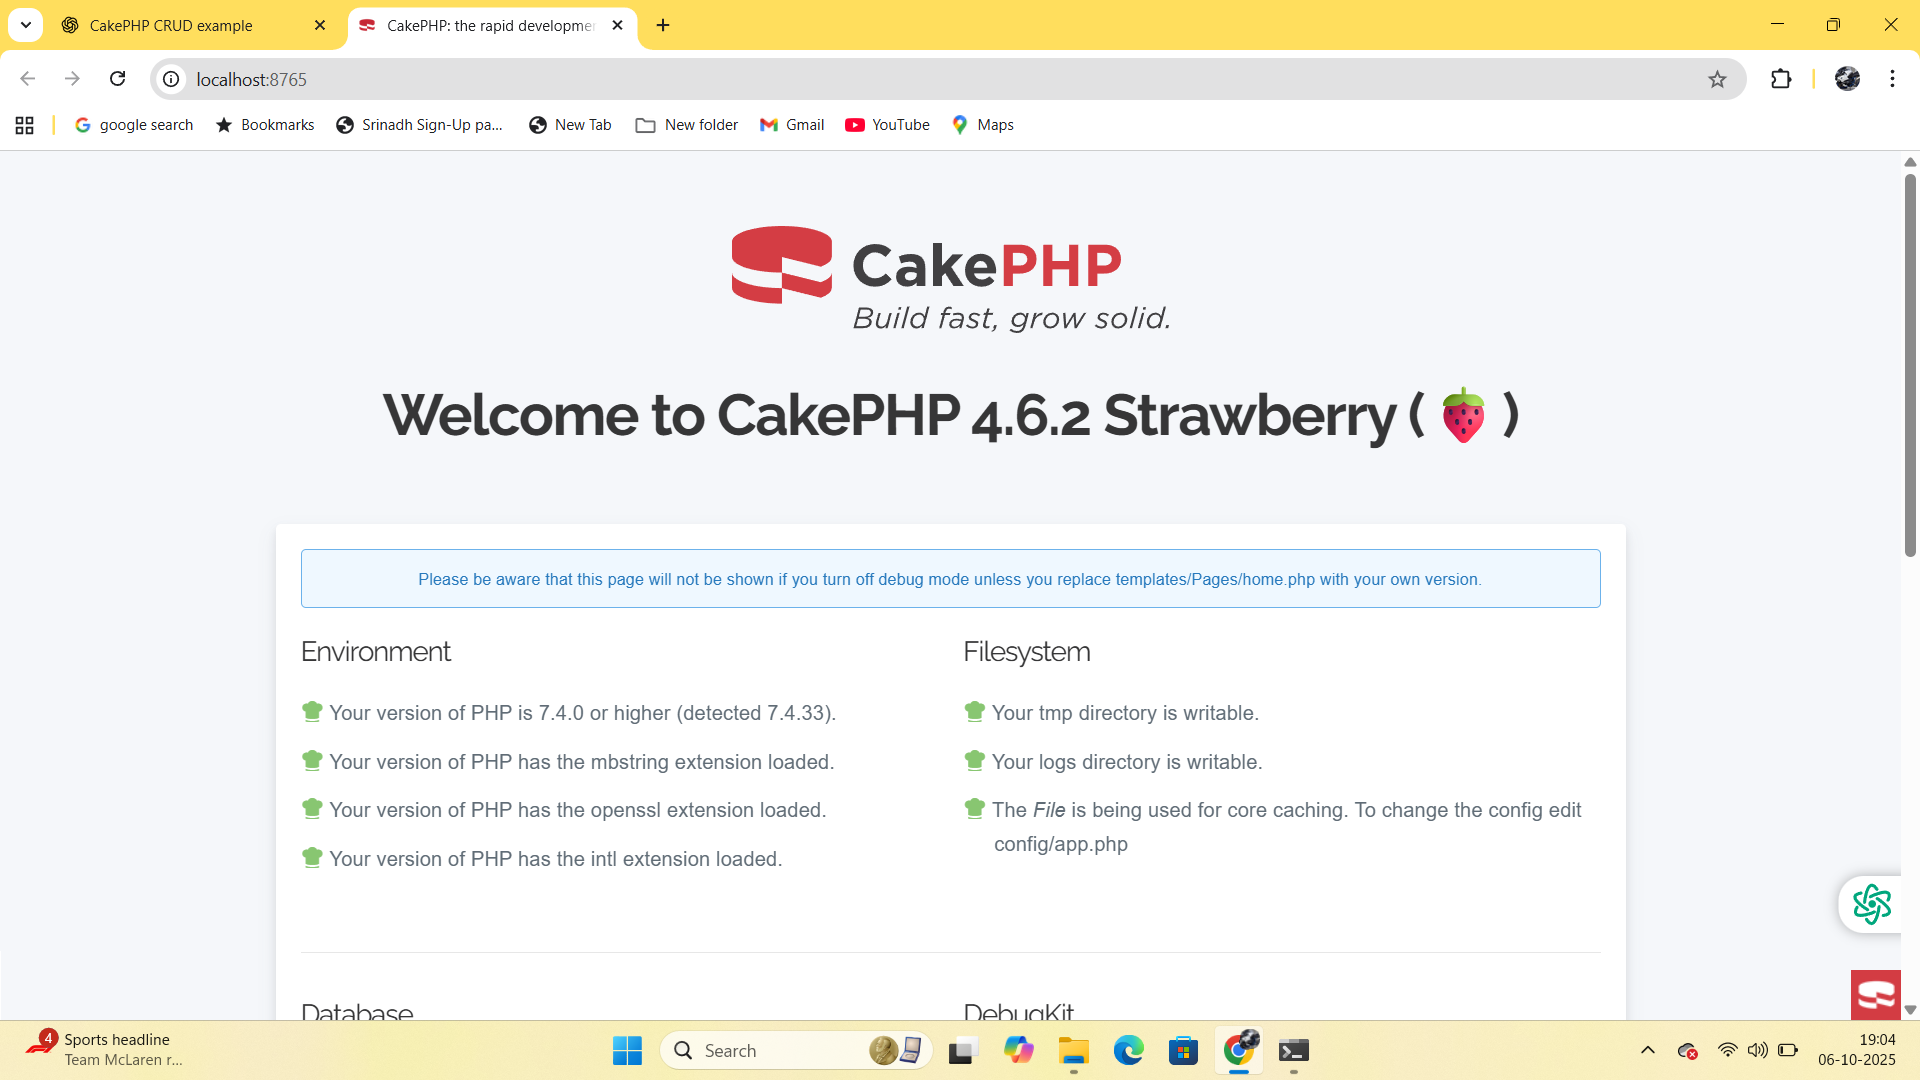 CakePHP CRUD example
CakePHP: the rapid developmen
localhost:8765
google search
Bookmarks
Srinadh Sign-Up pa...
New Tab
New folder
Gmail
YouTube
Maps
CakePHP
Build fast, grow solid.
Welcome to CakePHP 4.6.2 Strawberry (🍓)
Please be aware that this page will not be shown if you turn off debug mode unless you replace templates/Pages/home.php with your own version.
Environment
Your version of PHP is 7.4.0 or higher (detected 7.4.33).
Your version of PHP has the mbstring extension loaded.
Your version of PHP has the openssl extension loaded.
Your version of PHP has the intl extension loaded.
Filesystem
Your tmp directory is writable.
Your logs directory is writable.
The File is being used for core caching. To change the config edit
config/app.php
Database
DebugKit
4
Sports headline
Team McLaren r...
Search
19:04
06-10-2025